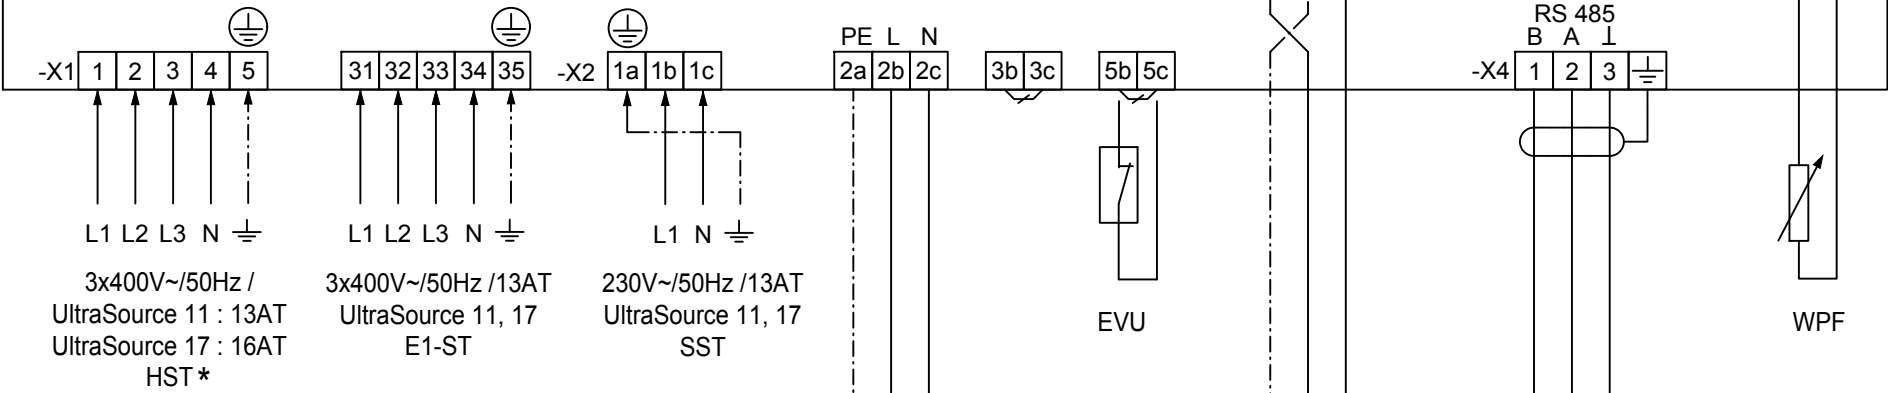 RS 485
PE L N
B A ⊥
-X1 1 2 3 4 5
31 32 33 34 35
-X2 1a 1b 1c
2a 2b 2c
3b 3c
5b 5c
-X4 1 2 3
L1 L2 L3 N
L1 L2 L3 N
L1 N
3x400V~/50Hz /
UltraSource 11 : 13AT
UltraSource 17 : 16AT
HST *
3x400V~/50Hz /13AT
UltraSource 11, 17
E1-ST
230V~/50Hz /13AT
UltraSource 11, 17
SST
EVU
WPF